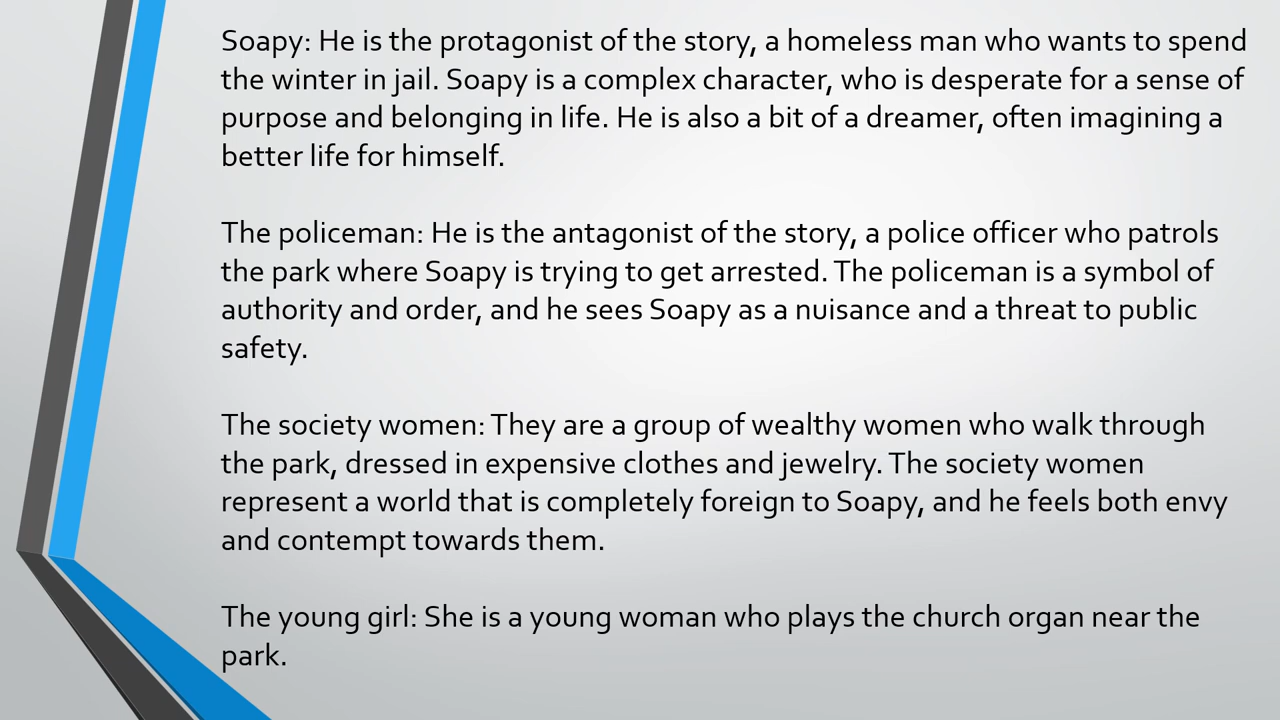 Soapy: He is the protagonist of the story, a homeless man who wants to spend
the winter in jail. Soapy is a complex character, who is desperate for a sense of
purpose and belonging in life. He is also a bit of a dreamer, often imagining a
better life for himself.
The policeman: He is the antagonist of the story, a police officer who patrols
the park where Soapy is trying to get arrested. The policeman is a symbol of
authority and order, and he sees Soapy as a nuisance and a threat to public
safety.
The society women: They are a group of wealthy women who walk through
the park, dressed in expensive clothes and jewelry. The society women
represent a world that is completely foreign to Soapy, and he feels both envy
and contempt towards them.
The young girl: She is a young woman who plays the church organ near the
park.